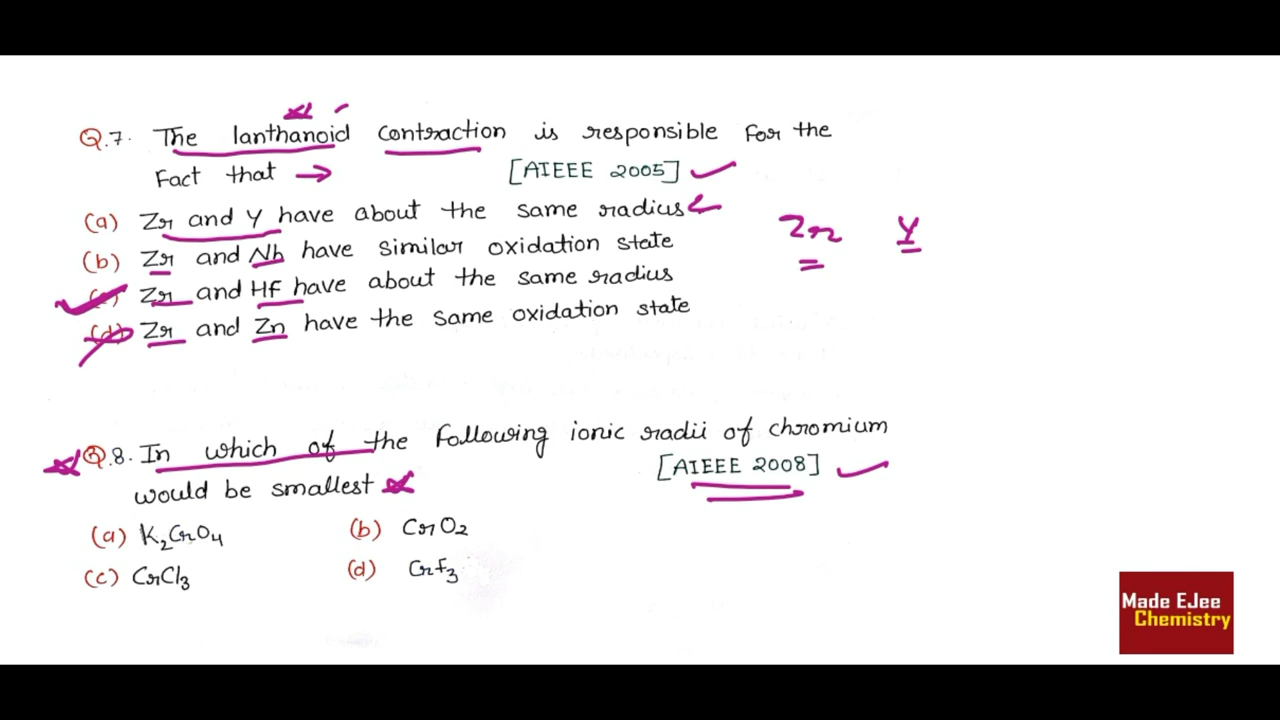 Q.7. The lanthanoid contraction is responsible For the
Fact that → [AIEEE 2005]
(a) Zr and Y have about the same radius
(b) Zr and Nb have similar oxidation state
(c) Zr and HF have about the same radius
(d) Zr and Zn have the same oxidation state
Zr Y
Q.8. In which of the Following ionic radii of chromium
would be smallest [AIEEE 2008]
(a) K₂CrO₄ (b) CrO₂
(c) CrCl₃ (d) CrF₃
Made EJee
Chemistry